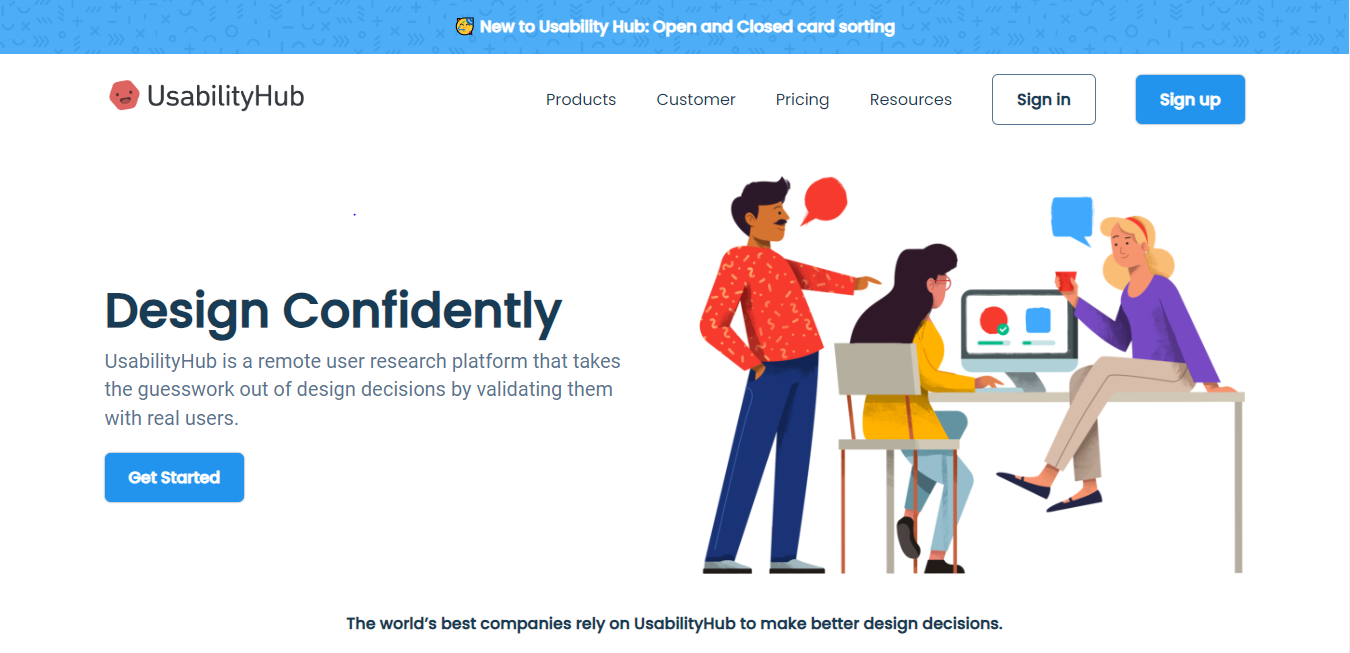 New to Usability Hub: Open and Closed card sorting
UsabilityHub
Products
Customer
Pricing
Resources
Sign in
Sign up
Design Confidently
UsabilityHub is a remote user research platform that takes
the guesswork out of design decisions by validating them
with real users.
Get Started
The world’s best companies rely on UsabilityHub to make better design decisions.